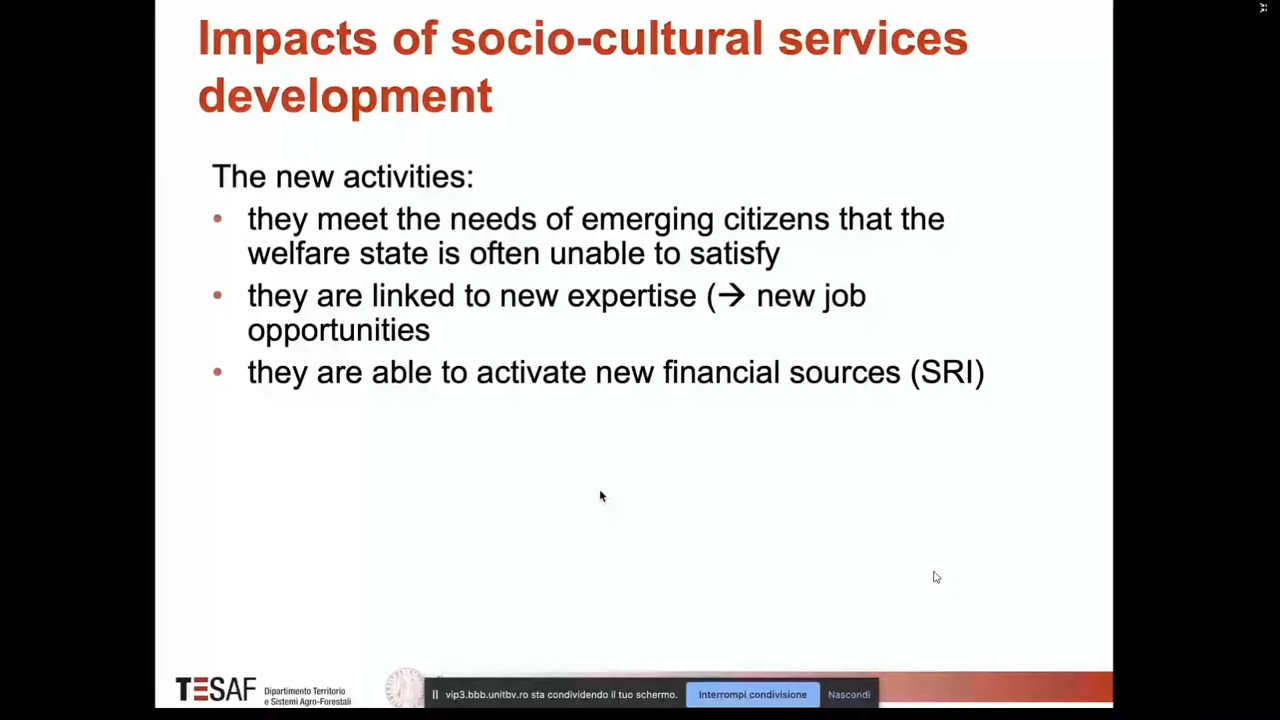 Impacts of socio-cultural services
development
The new activities:
• they meet the needs of emerging citizens that the
welfare state is often unable to satisfy
• they are linked to new expertise (→ new job
opportunities
• they are able to activate new financial sources (SRI)
TESAF Dipartimento Territorio
e Sistemi Agro-Forestali
vip3.bbb.unitbv.ro sta condividendo il tuo schermo. Interrompi condivisione Nascondi